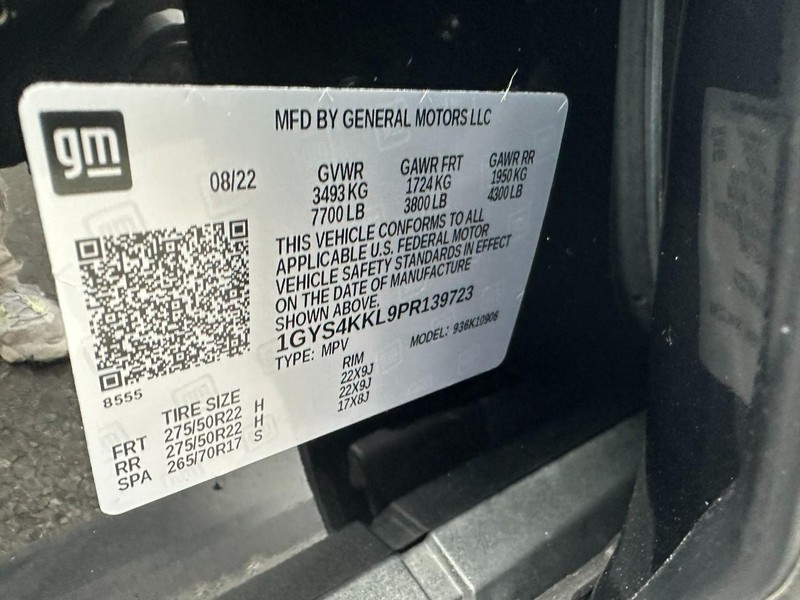 gm
MFD BY GENERAL MOTORS LLC
08/22
GVWR GAWR FRT GAWR RR
3493 KG 1724 KG 1950 KG
7700 LB 3800 LB 4300 LB
THIS VEHICLE CONFORMS TO ALL
APPLICABLE U.S. FEDERAL MOTOR
VEHICLE SAFETY STANDARDS IN EFFECT
ON THE DATE OF MANUFACTURE
SHOWN ABOVE.
1GYS4KKL9PR139723
TYPE: MPV MODEL: 936K10906
8555
TIRE SIZE RIM
FRT 275/50R22 H 22X9J
RR 275/50R22 H 22X9J
SPA 265/70R17 S 17X8J